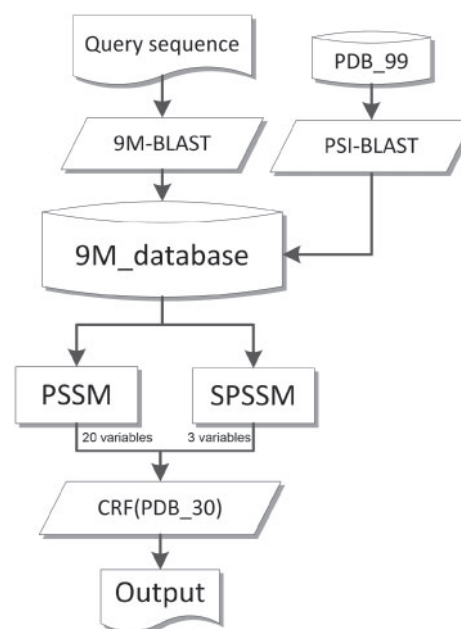 Query sequence
PDB_99
9M-BLAST
PSI-BLAST
9M_database
PSSM
SPSSM
20 variables
3 variables
CRF(PDB_30)
Output